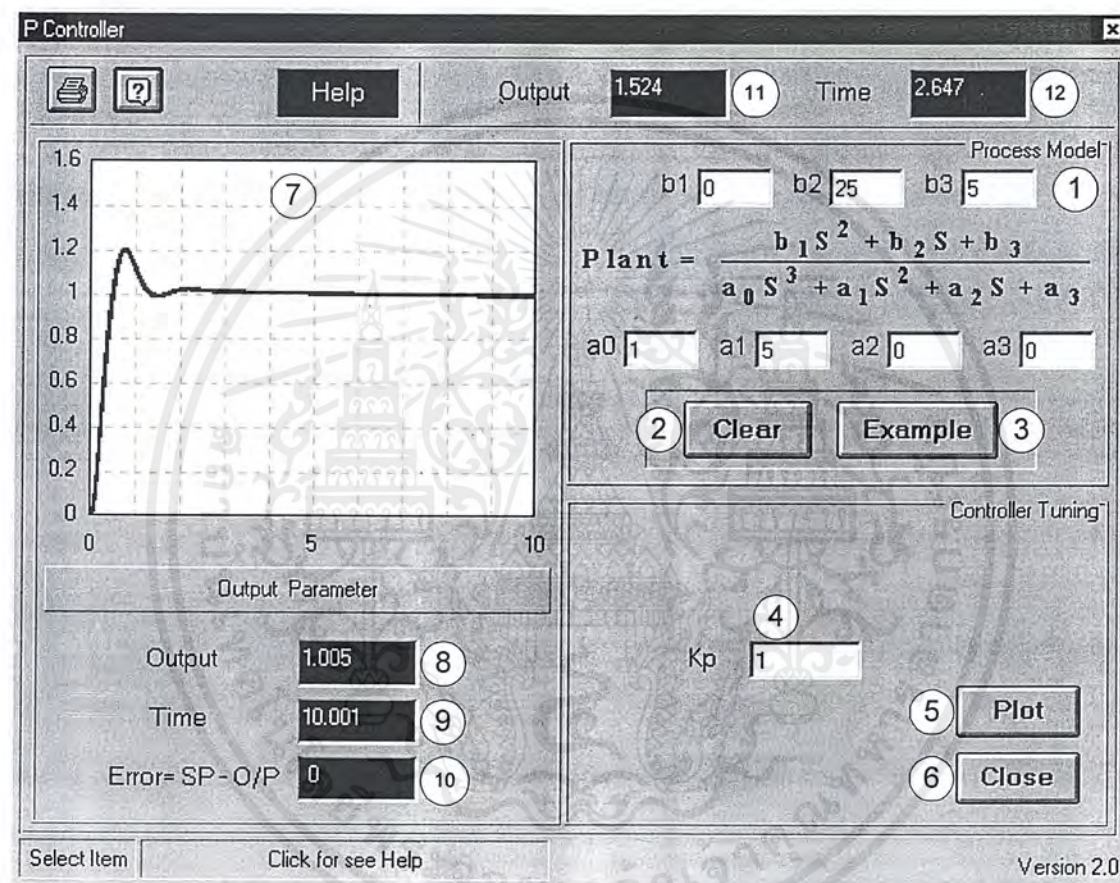 P Controller
Help
Output 1.524 11 Time 2.647 12
1.6
1.4
1.2
1
0.8
0.6
0.4
0.2
0
0 5 10
7
Output Parameter
Output 1.005 8
Time 10.001 9
Error= SP - O/P 0 10
Process Model
b1 0 b2 25 b3 5 1
Plant = b1S^2 + b2S + b3 / a0S^3 + a1S^2 + a2S + a3
a0 1 a1 5 a2 0 a3 0
2 Clear Example 3
Controller Tuning
4
Kp 1
5 Plot
6 Close
Select Item Click for see Help Version 2.0